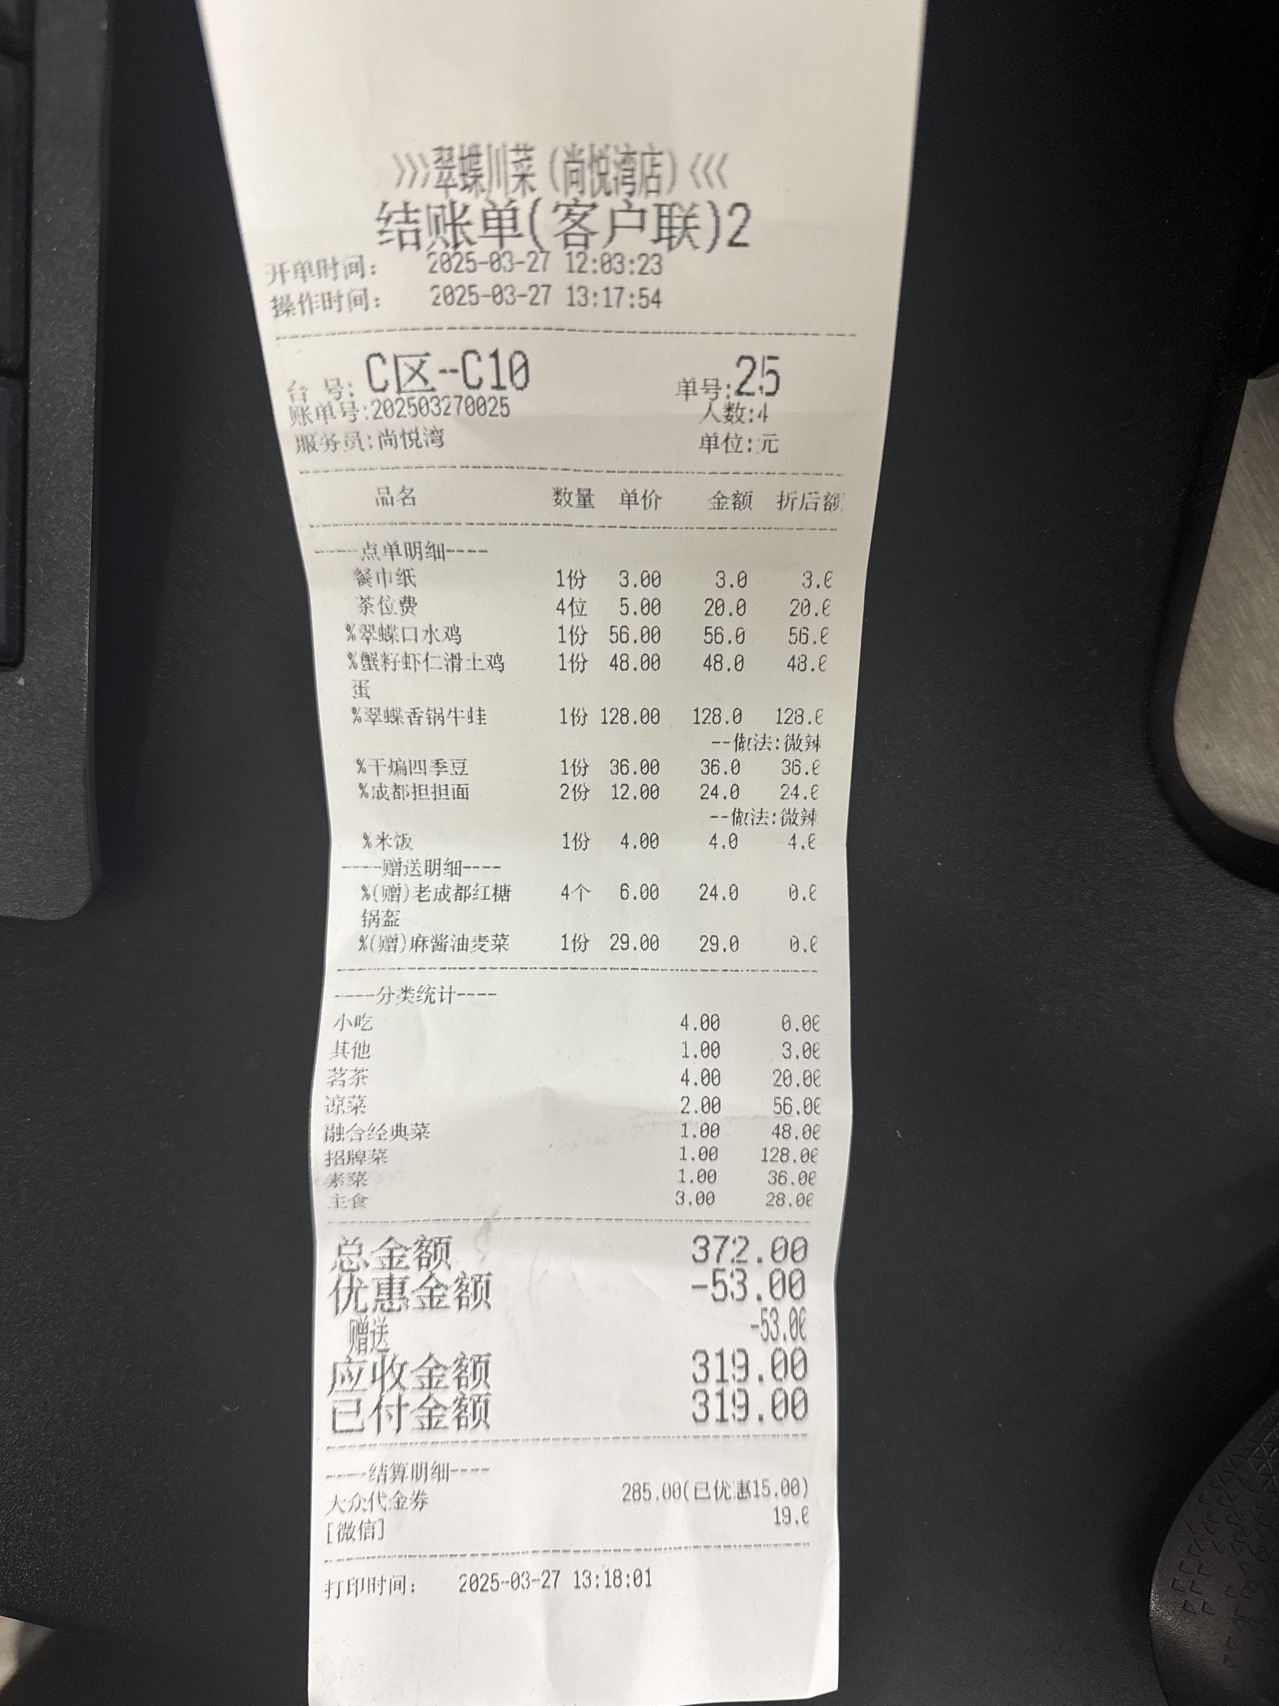 >>>翠蝶川菜(尚悦湾店)<<<
结账单(客户联)2
开单时间: 2025-03-27 12:03:23
操作时间: 2025-03-27 13:17:54
台 号: C区--C10 单号:25
账单号:202503270025 人数:4
服务员:尚悦湾 单位:元
品名 数量 单价 金额 折后额
----点单明细----
餐巾纸 1份 3.00 3.0 3.0
茶位费 4位 5.00 20.0 20.0
%翠蝶口水鸡 1份 56.00 56.0 56.0
%蟹籽虾仁滑土鸡 1份 48.00 48.0 48.0
蛋
%翠蝶香锅牛蛙 1份 128.00 128.0 128.0
--做法:微辣
%干煸四季豆 1份 36.00 36.0 36.0
%成都担担面 2份 12.00 24.0 24.0
--做法:微辣
%米饭 1份 4.00 4.0 4.0
----赠送明细----
%(赠)老成都红糖 4个 6.00 24.0 0.0
锅盔
%(赠)麻酱油麦菜 1份 29.00 29.0 0.0
----分类统计----
小吃 4.00 0.00
其他 1.00 3.00
茗茶 4.00 20.00
凉菜 2.00 56.00
融合经典菜 1.00 48.00
招牌菜 1.00 128.00
素菜 1.00 36.00
主食 3.00 28.00
总金额 372.00
优惠金额 -53.00
赠送 -53.00
应收金额 319.00
已付金额 319.00
----结算明细----
大众代金券 285.00(已优惠15.00)
[微信] 19.0
打印时间: 2025-03-27 13:18:01